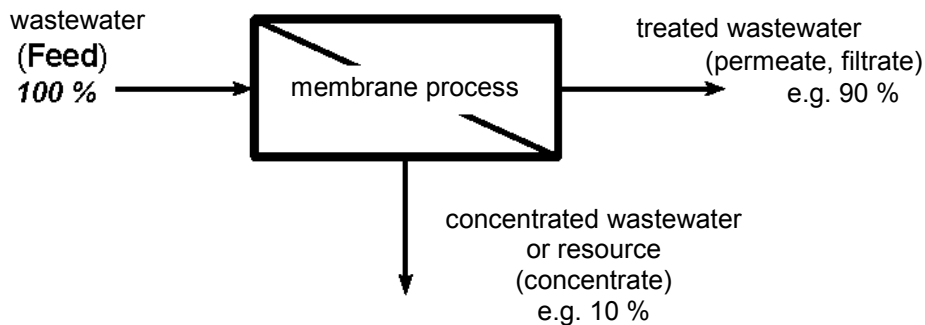 wastewater
(Feed)
100 %
membrane process
treated wastewater
(permeate, filtrate)
e.g. 90 %
concentrated wastewater
or resource
(concentrate)
e.g. 10 %